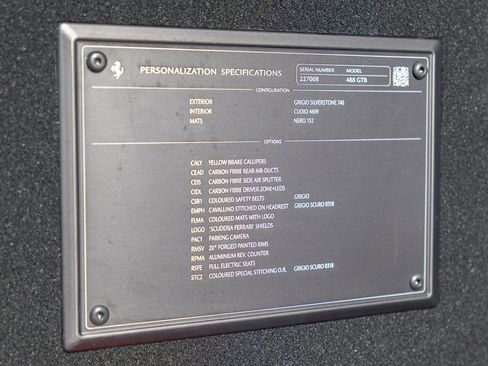 PERSONALIZATION SPECIFICATIONS
SERIAL NUMBER MODEL
227008 488 GTB
CONFIGURATION
EXTERIOR GRIGIO SILVERSTONE 740
INTERIOR CUOIO 4609
MATS NERO 152
OPTIONS
CALY YELLOW BRAKE CALLIPERS
CEAD CARBON FIBRE REAR AIR-DUCTS
CEIS CARBON FIBRE SIDE AIR SPLITTER
CIDL CARBON FIBRE DRIVER ZONE+LEDS
CSB1 COLOURED SAFETY BELTS GRIGIO
EMPH CAVALLINO STITCHED ON HEADREST GRIGIO SCURO 8318
FLMA COLOURED MATS WITH LOGO
LOGO 'SCUDERIA FERRARI' SHIELDS
PAC1 PARKING CAMERA
RMSV 20" FORGED PAINTED RIMS
RPMA ALUMINIUM REV. COUNTER
RSFE FULL ELECTRIC SEATS
STC2 COLOURED SPECIAL STITCHING O.R. GRIGIO SCURO 8318